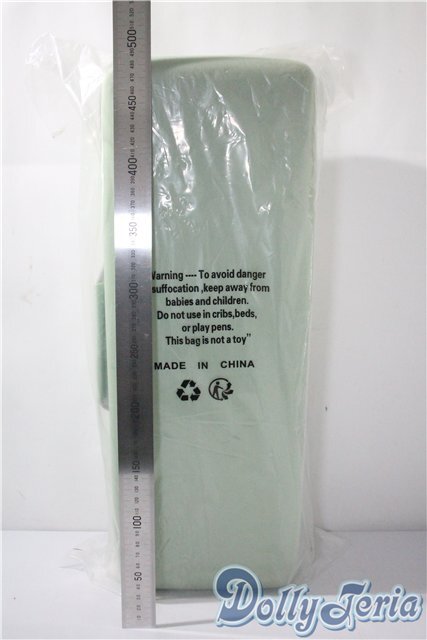 500
450
400
350
300
250
200
150
100
50
Warning ---- To avoid danger
suffocation ,keep away from
babies and children.
Do not use in cribs,beds,
or play pens.
This bag is not a toy"
MADE IN CHINA
DollyTeria